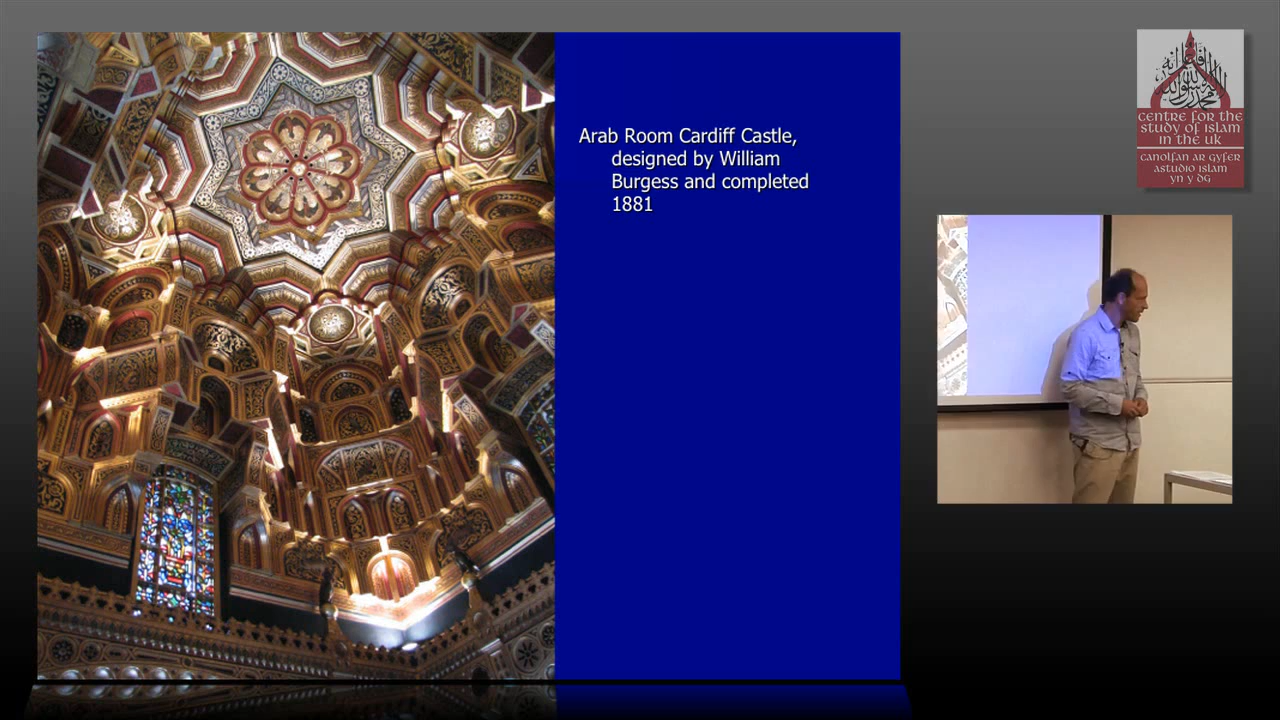 Arab Room Cardiff Castle,
designed by William
Burgess and completed
1881
centre for the
study of islam
in the uk
canolfan ar gyfer
astudio islam
yn y dg